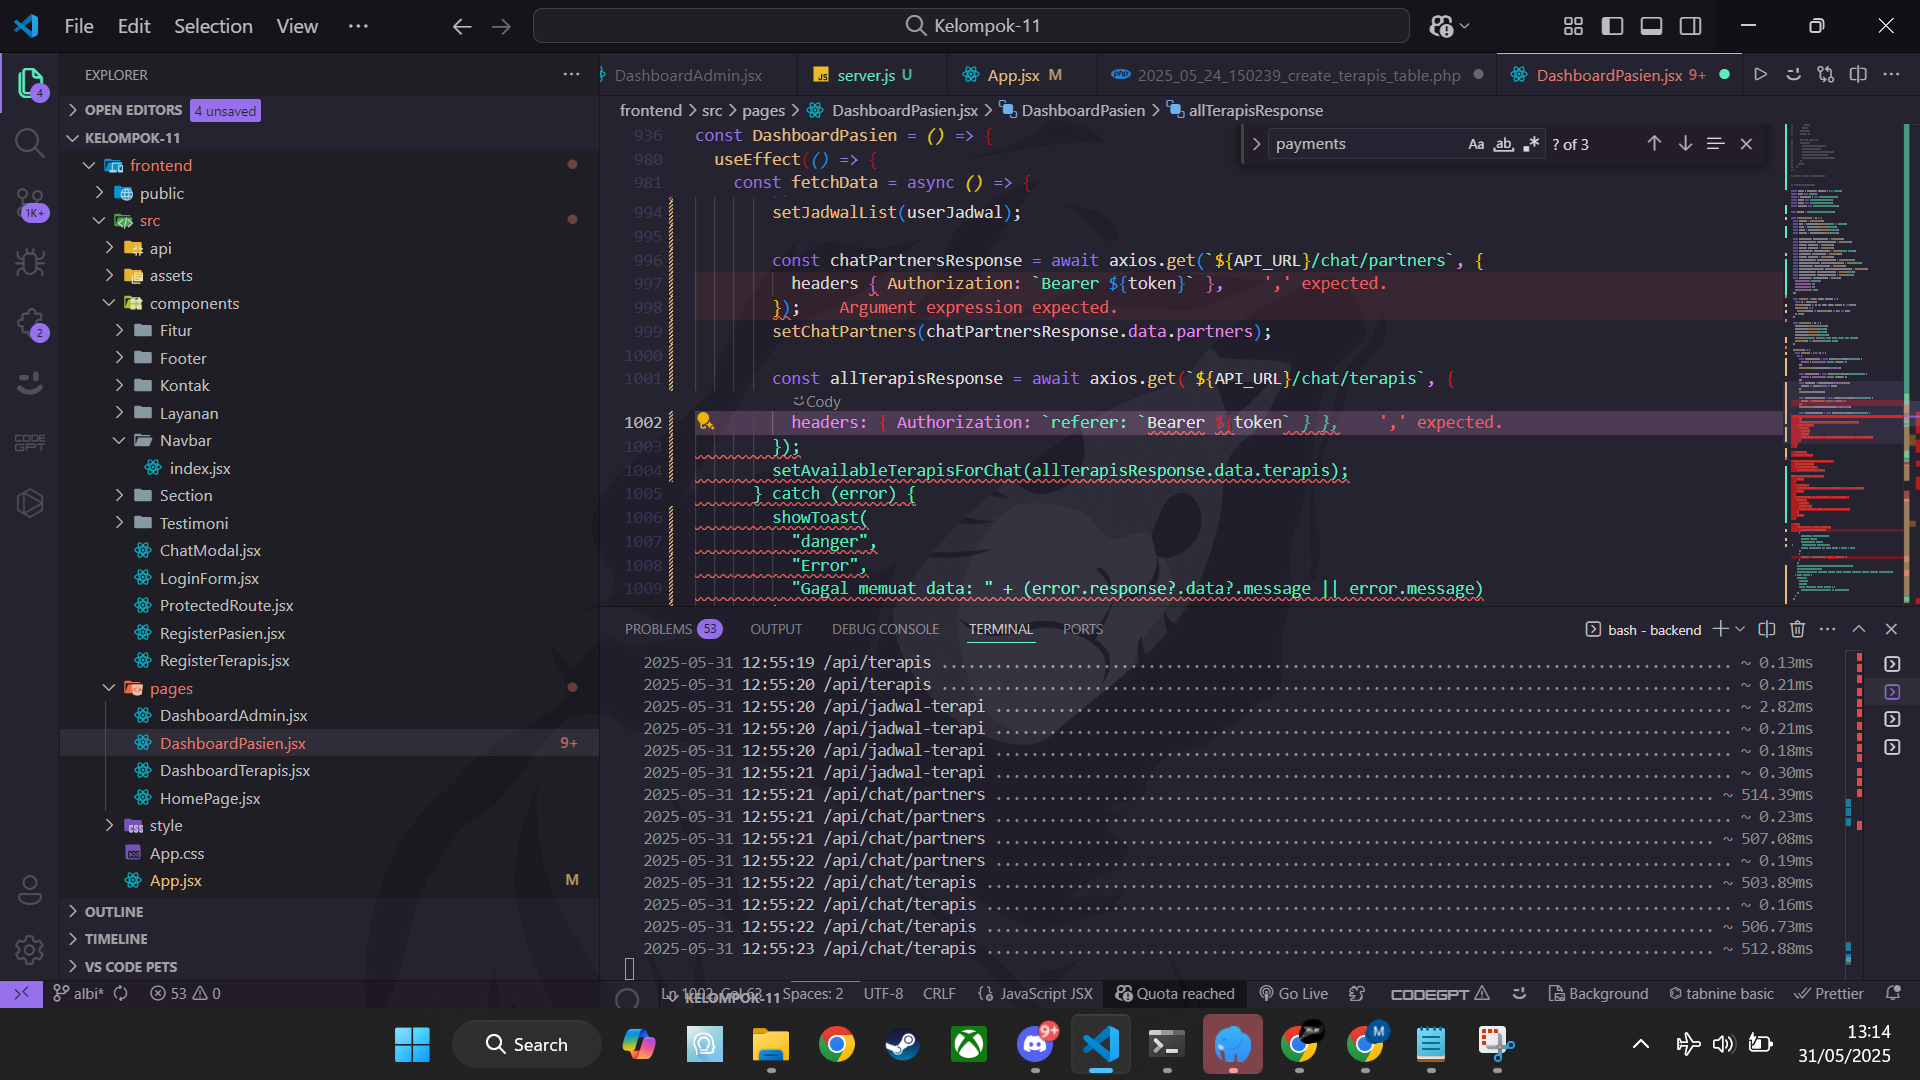 File Edit Selection View ··· Kelompok-11
EXPLORER
OPEN EDITORS 4 unsaved
KELOMPOK-11
frontend
public
src
api
assets
components
Fitur
Footer
Kontak
Layanan
Navbar
index.jsx
Section
Testimoni
ChatModal.jsx
LoginForm.jsx
ProtectedRoute.jsx
RegisterPasien.jsx
RegisterTerapis.jsx
pages
DashboardAdmin.jsx
DashboardPasien.jsx 9+
DashboardTerapis.jsx
HomePage.jsx
style
App.css
App.jsx M
OUTLINE
TIMELINE
VS CODE PETS
4
1K+
2
DashboardAdmin.jsx JS server.js U App.jsx M php 2025_05_24_150239_create_terapis_table.php DashboardPasien.jsx 9+
frontend > src > pages > DashboardPasien.jsx > DashboardPasien > allTerapisResponse
payments Aa ab ? of 3
936 const DashboardPasien = () => {
980 useEffect(() => {
981 const fetchData = async () => {
994 setJadwalList(userJadwal);
995
996 const chatPartnersResponse = await axios.get(`${API_URL}/chat/partners`, {
997 headers { Authorization: `Bearer ${token}` }, ',' expected.
998 }); Argument expression expected.
999 setChatPartners(chatPartnersResponse.data.partners);
1000
1001 const allTerapisResponse = await axios.get(`${API_URL}/chat/terapis`, {
Cody
1002 headers: { Authorization: `referer: `Bearer ${token` } }, ',' expected.
1003 });
1004 setAvailableTerapisForChat(allTerapisResponse.data.terapis);
1005 } catch (error) {
1006 showToast(
1007 "danger",
1008 "Error",
1009 "Gagal memuat data: " + (error.response?.data?.message || error.message)
PROBLEMS 53 OUTPUT DEBUG CONSOLE TERMINAL PORTS bash - backend
2025-05-31 12:55:19 /api/terapis ........ ~ 0.13ms
2025-05-31 12:55:20 /api/terapis ........ ~ 0.21ms
2025-05-31 12:55:20 /api/jadwal-terapi ........ ~ 2.82ms
2025-05-31 12:55:20 /api/jadwal-terapi ........ ~ 0.21ms
2025-05-31 12:55:20 /api/jadwal-terapi ........ ~ 0.18ms
2025-05-31 12:55:21 /api/jadwal-terapi ........ ~ 0.30ms
2025-05-31 12:55:21 /api/chat/partners ........ ~ 514.39ms
2025-05-31 12:55:21 /api/chat/partners ........ ~ 0.23ms
2025-05-31 12:55:21 /api/chat/partners ........ ~ 507.08ms
2025-05-31 12:55:22 /api/chat/partners ........ ~ 0.19ms
2025-05-31 12:55:22 /api/chat/terapis ........ ~ 503.89ms
2025-05-31 12:55:22 /api/chat/terapis ........ ~ 0.16ms
2025-05-31 12:55:22 /api/chat/terapis ........ ~ 506.73ms
2025-05-31 12:55:23 /api/chat/terapis ........ ~ 512.88ms
albi* 53 0 Ln 1002, Col 63 KELOMPOK-11 Spaces: 2 UTF-8 CRLF JavaScript JSX Quota reached Go Live CODEGPT Background tabnine basic Prettier
Search 9+ M 13:14
31/05/2025